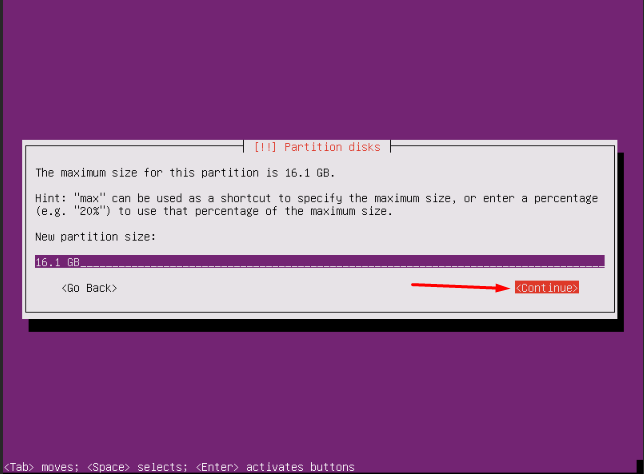 [!!] Partition disks
The maximum size for this partition is 16.1 GB.
Hint: "max" can be used as a shortcut to specify the maximum size, or enter a percentage
(e.g. "20%") to use that percentage of the maximum size.
New partition size:
16.1 GB
<Go Back> <Continue>
<Tab> moves; <Space> selects; <Enter> activates buttons